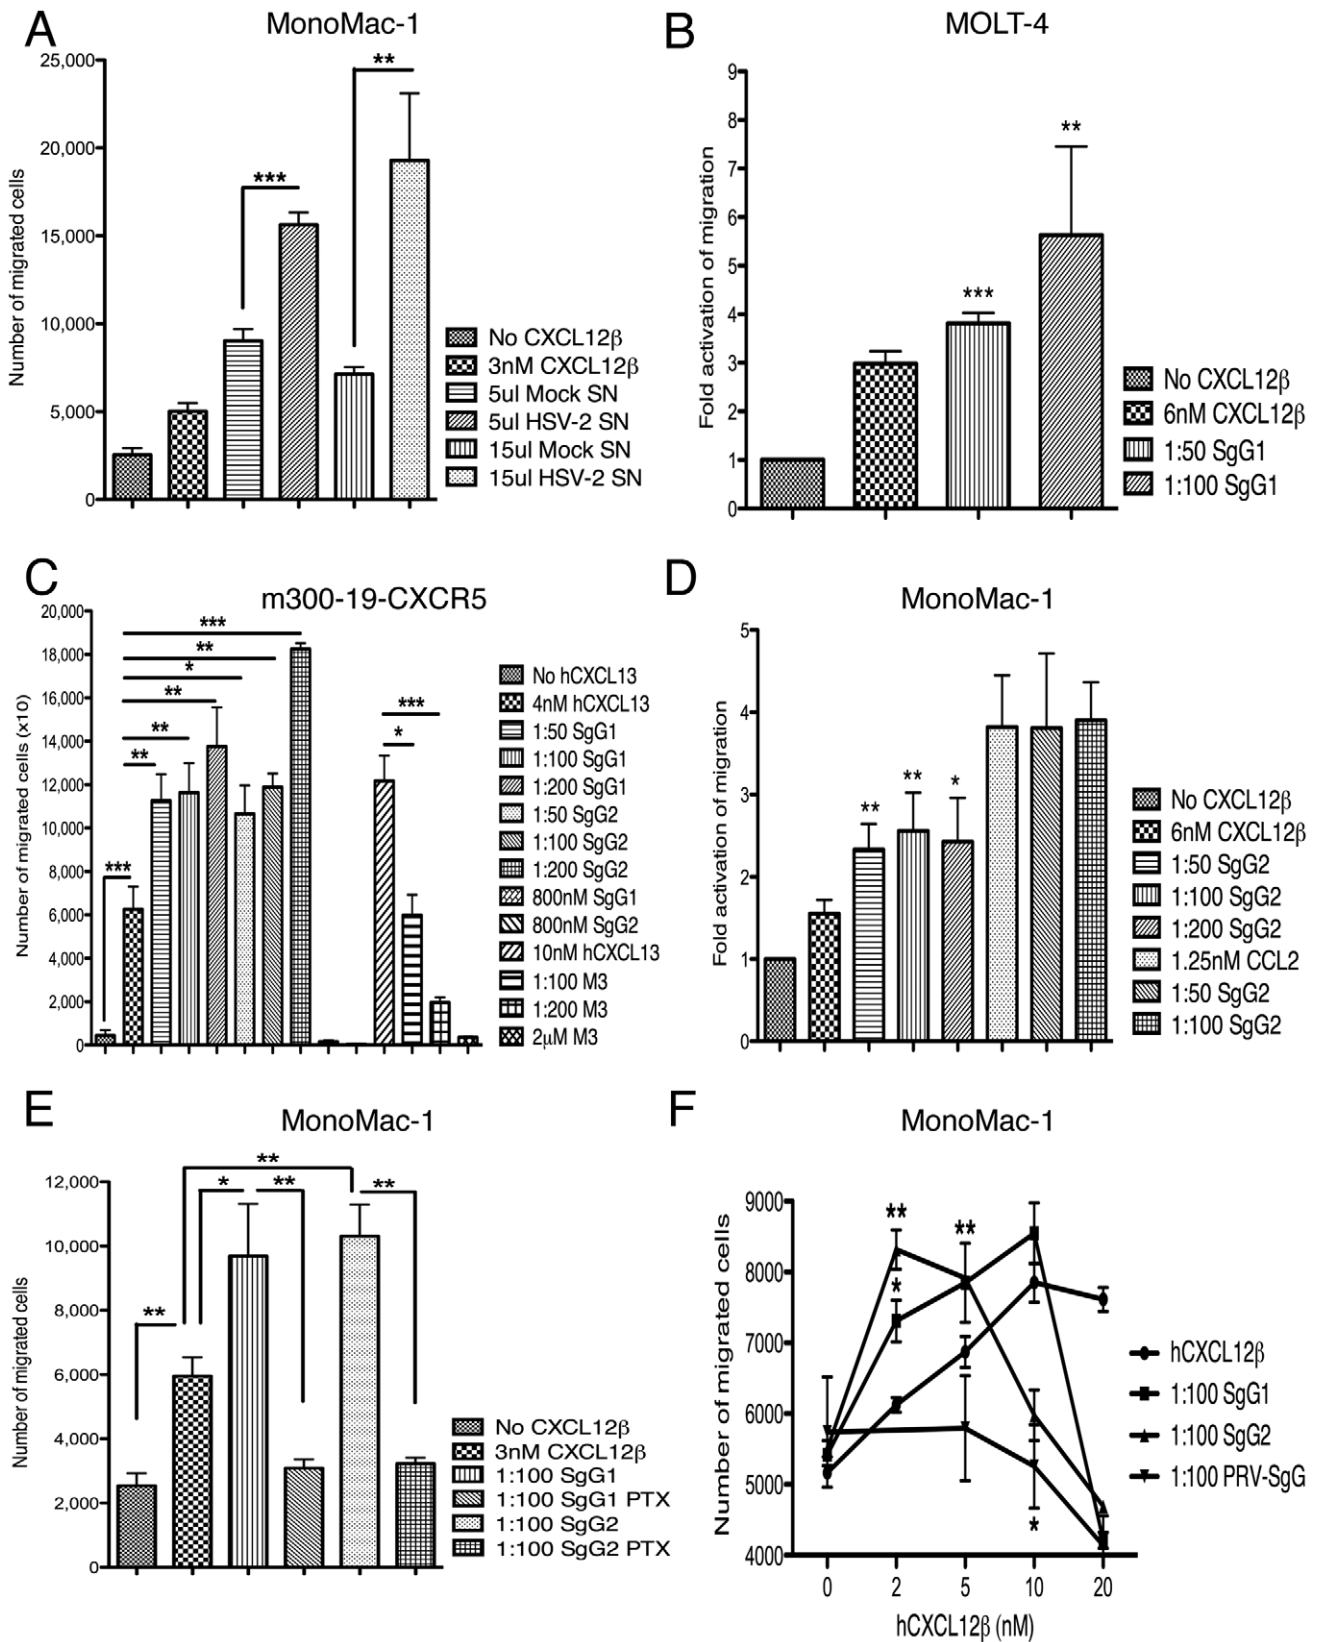 A
MonoMac-1
Number of migrated cells
25,000
20,000
15,000
10,000
5,000
0
***
**
No CXCL12β
3nM CXCL12β
5ul Mock SN
5ul HSV-2 SN
15ul Mock SN
15ul HSV-2 SN
B
MOLT-4
Fold activation of migration
9
8
7
6
5
4
3
2
1
0
***
**
No CXCL12β
6nM CXCL12β
1:50 SgG1
1:100 SgG1
C
m300-19-CXCR5
Number of migrated cells (x10)
20,000
18,000
16,000
14,000
12,000
10,000
8,000
6,000
4,000
2,000
0
***
**
*
**
**
**
***
***
*
No hCXCL13
4nM hCXCL13
1:50 SgG1
1:100 SgG1
1:200 SgG1
1:50 SgG2
1:100 SgG2
1:200 SgG2
800nM SgG1
800nM SgG2
10nM hCXCL13
1:100 M3
1:200 M3
2μM M3
D
MonoMac-1
Fold activation of migration
5
4
3
2
1
0
**
**
*
No CXCL12β
6nM CXCL12β
1:50 SgG2
1:100 SgG2
1:200 SgG2
1.25nM CCL2
1:50 SgG2
1:100 SgG2
E
MonoMac-1
Number of migrated cells
12,000
10,000
8,000
6,000
4,000
2,000
0
**
*
**
**
**
No CXCL12β
3nM CXCL12β
1:100 SgG1
1:100 SgG1 PTX
1:100 SgG2
1:100 SgG2 PTX
F
MonoMac-1
Number of migrated cells
9000
8000
7000
6000
5000
4000
**
**
*
*
0 2 5 10 20
hCXCL12β (nM)
hCXCL12β
1:100 SgG1
1:100 SgG2
1:100 PRV-SgG